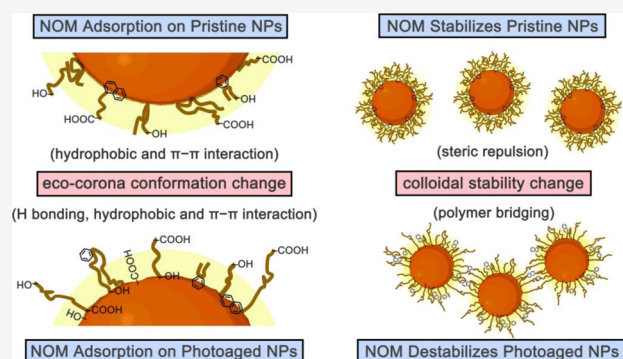 NOM Adsorption on Pristine NPs
COOH
HO
OH
HOOC
OH
COOH
(hydrophobic and π−π interaction)
eco-corona conformation change
(H bonding, hydrophobic and π−π interaction)
COOH
COOH
HOOC
OH
HO
OH
HO
COOH
COOH
NOM Adsorption on Photoaged NPs
NOM Stabilizes Pristine NPs
(steric repulsion)
colloidal stability change
(polymer bridging)
NOM Destabilizes Photoaged NPs